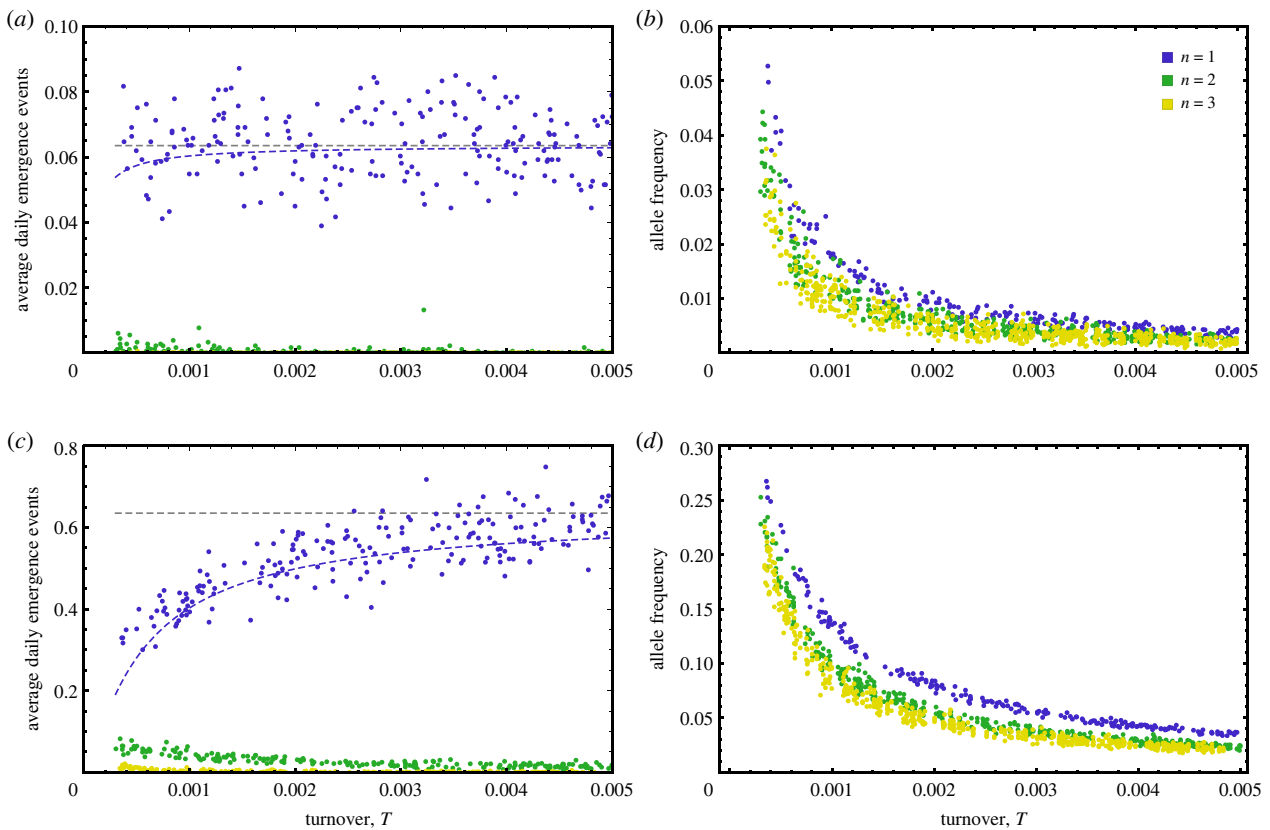 (a)
average daily emergence events
0.10
0.08
0.06
0.04
0.02
0 0.001 0.002 0.003 0.004 0.005
(b)
allele frequency
0.06
0.05
0.04
0.03
0.02
0.01
0 0.001 0.002 0.003 0.004 0.005
n = 1
n = 2
n = 3
(c)
average daily emergence events
0.8
0.6
0.4
0.2
0 0.001 0.002 0.003 0.004 0.005
turnover, T
(d)
allele frequency
0.30
0.25
0.20
0.15
0.10
0.05
0 0.001 0.002 0.003 0.004 0.005
turnover, T